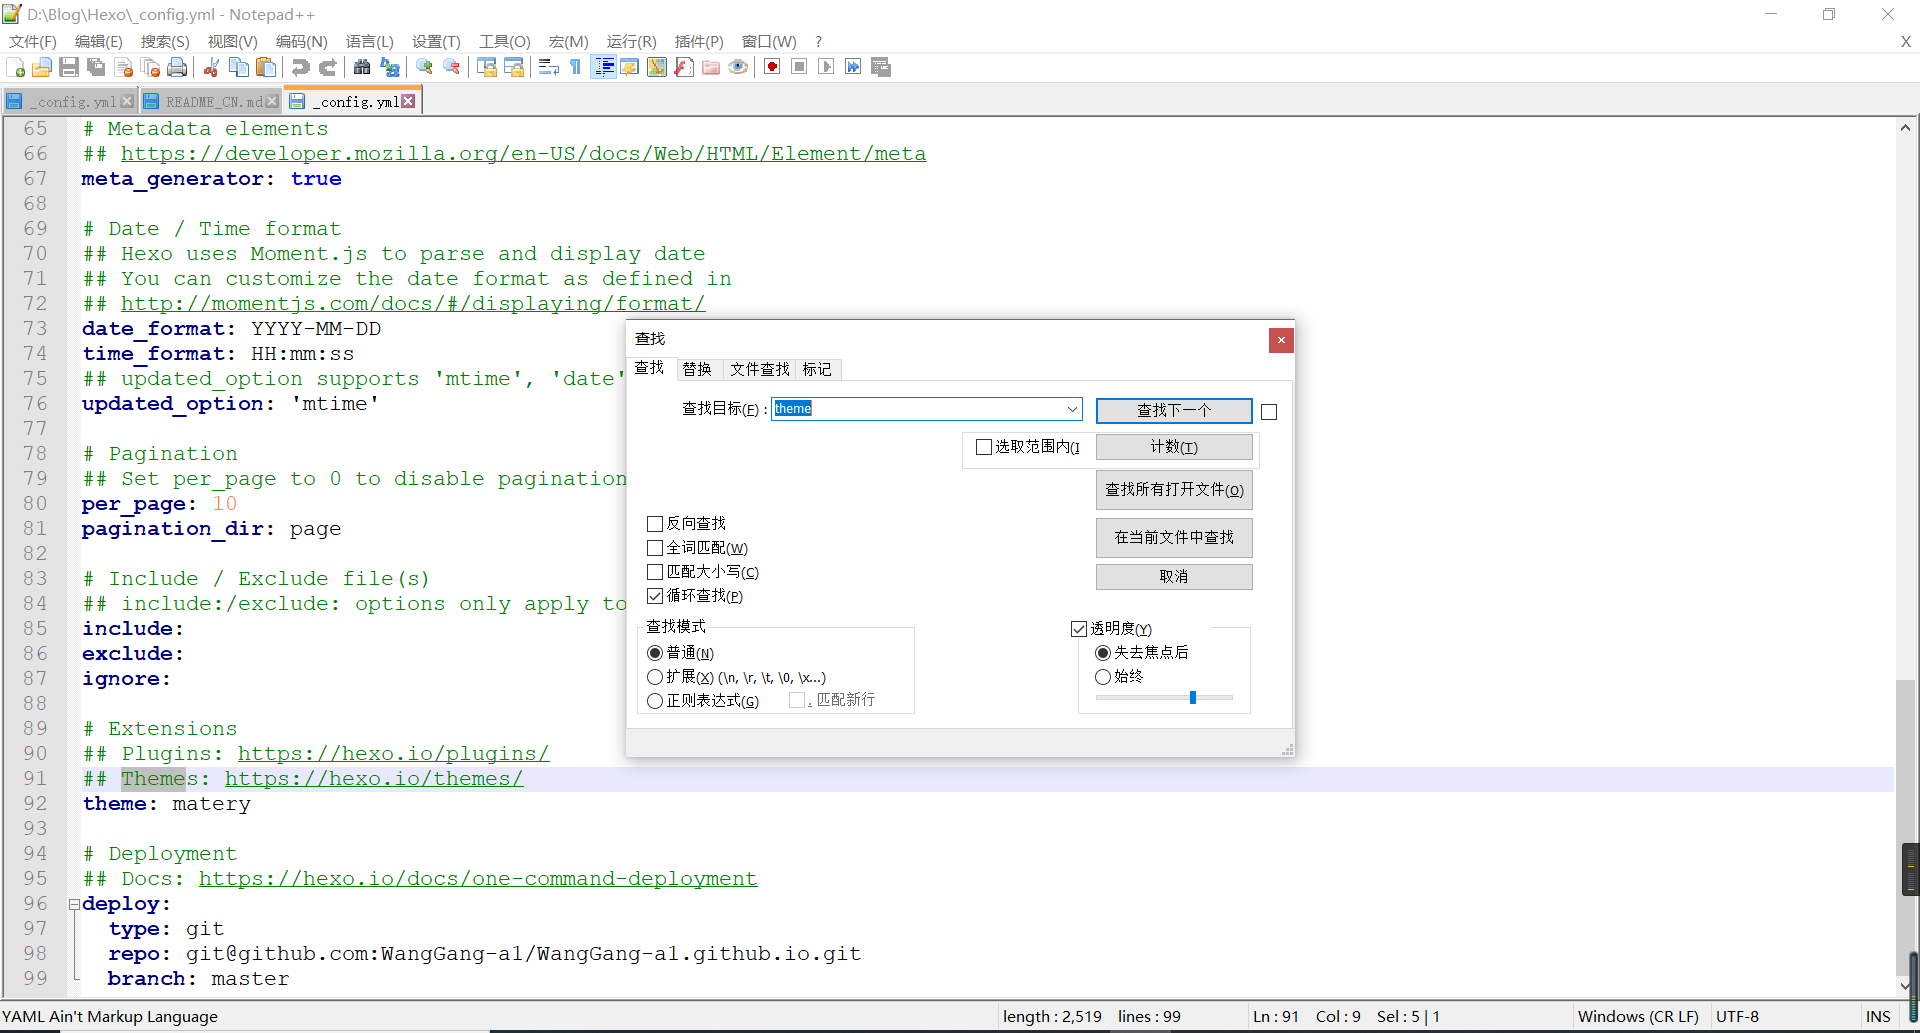 D:\Blog\Hexo\_config.yml - Notepad++
文件(F) 编辑(E) 搜索(S) 视图(V) 编码(N) 语言(L) 设置(T) 工具(O) 宏(M) 运行(R) 插件(P) 窗口(W) ? X
_config.yml README_CN.md _config.yml
65 # Metadata elements
66 ## https://developer.mozilla.org/en-US/docs/Web/HTML/Element/meta
67 meta_generator: true
68
69 # Date / Time format
70 ## Hexo uses Moment.js to parse and display date
71 ## You can customize the date format as defined in
72 ## http://momentjs.com/docs/#/displaying/format/
73 date_format: YYYY-MM-DD
74 time_format: HH:mm:ss
75 ## updated_option supports 'mtime', 'date'
76 updated_option: 'mtime'
77
78 # Pagination
79 ## Set per_page to 0 to disable pagination
80 per_page: 10
81 pagination_dir: page
82
83 # Include / Exclude file(s)
84 ## include:/exclude: options only apply to
85 include:
86 exclude:
87 ignore:
88
89 # Extensions
90 ## Plugins: https://hexo.io/plugins/
91 ## Themes: https://hexo.io/themes/
92 theme: matery
93
94 # Deployment
95 ## Docs: https://hexo.io/docs/one-command-deployment
96 deploy:
97 type: git
98 repo: git@github.com:WangGang-a1/WangGang-a1.github.io.git
99 branch: master
查找
查找 替换 文件查找 标记
查找目标(F) : theme 查找下一个
选取范围内(I 计数(T)
查找所有打开文件(O)
在当前文件中查找
取消
反向查找
全词匹配(W)
匹配大小写(C)
循环查找(P)
查找模式
普通(N)
扩展(X) (\n, \r, \t, \0, \x...)
正则表达式(G) . 匹配新行
透明度(Y)
失去焦点后
始终
YAML Ain't Markup Language length : 2,519 lines : 99 Ln : 91 Col : 9 Sel : 5 | 1 Windows (CR LF) UTF-8 INS